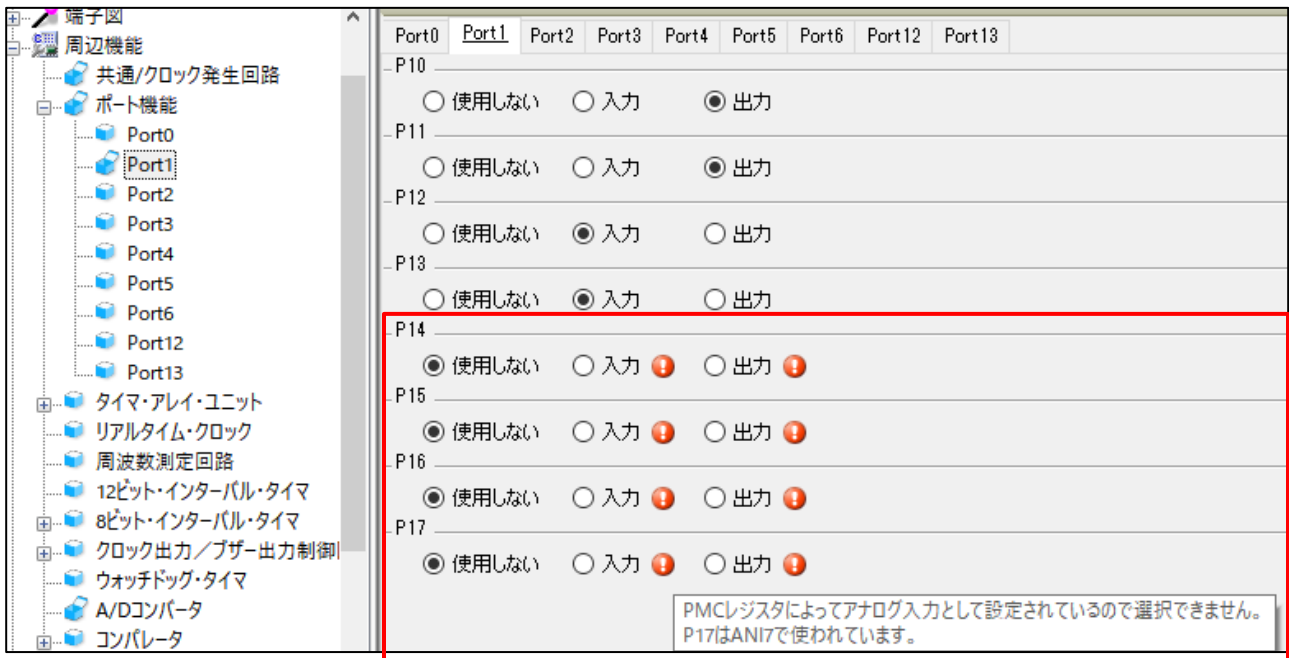 端子図
周辺機能
共通/クロック発生回路
ポート機能
Port0
Port1
Port2
Port3
Port4
Port5
Port6
Port12
Port13
タイマ・アレイ・ユニット
リアルタイム・クロック
周波数測定回路
12ビット・インターバル・タイマ
8ビット・インターバル・タイマ
クロック出力／ブザー出力制御
ウォッチドッグ・タイマ
A/Dコンバータ
コンパレータ
Port0 Port1 Port2 Port3 Port4 Port5 Port6 Port12 Port13
P10
使用しない 入力 出力
P11
使用しない 入力 出力
P12
使用しない 入力 出力
P13
使用しない 入力 出力
P14
使用しない 入力 出力
P15
使用しない 入力 出力
P16
使用しない 入力 出力
P17
使用しない 入力 出力
PMCレジスタによってアナログ入力として設定されているので選択できません。
P17はANI7で使われています。